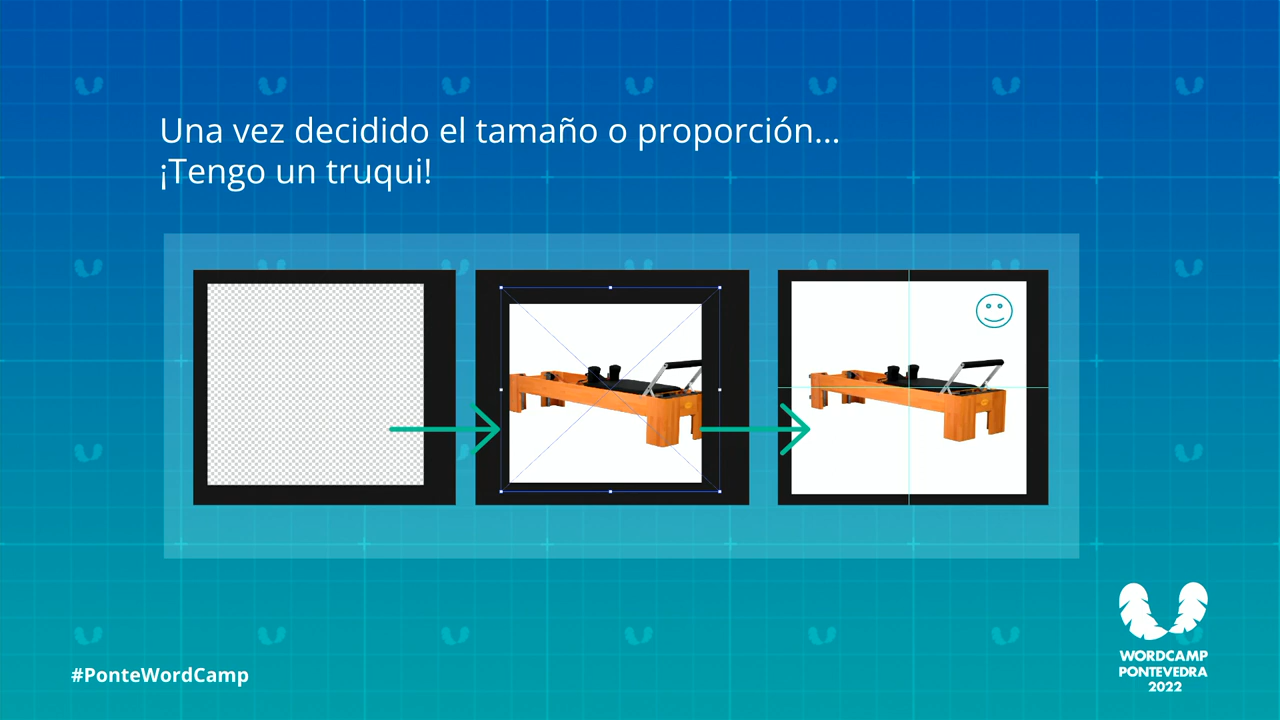 Una vez decidido el tamaño o proporción...
¡Tengo un truqui!
#PonteWordCamp
WORDCAMP
PONTEVEDRA
2022